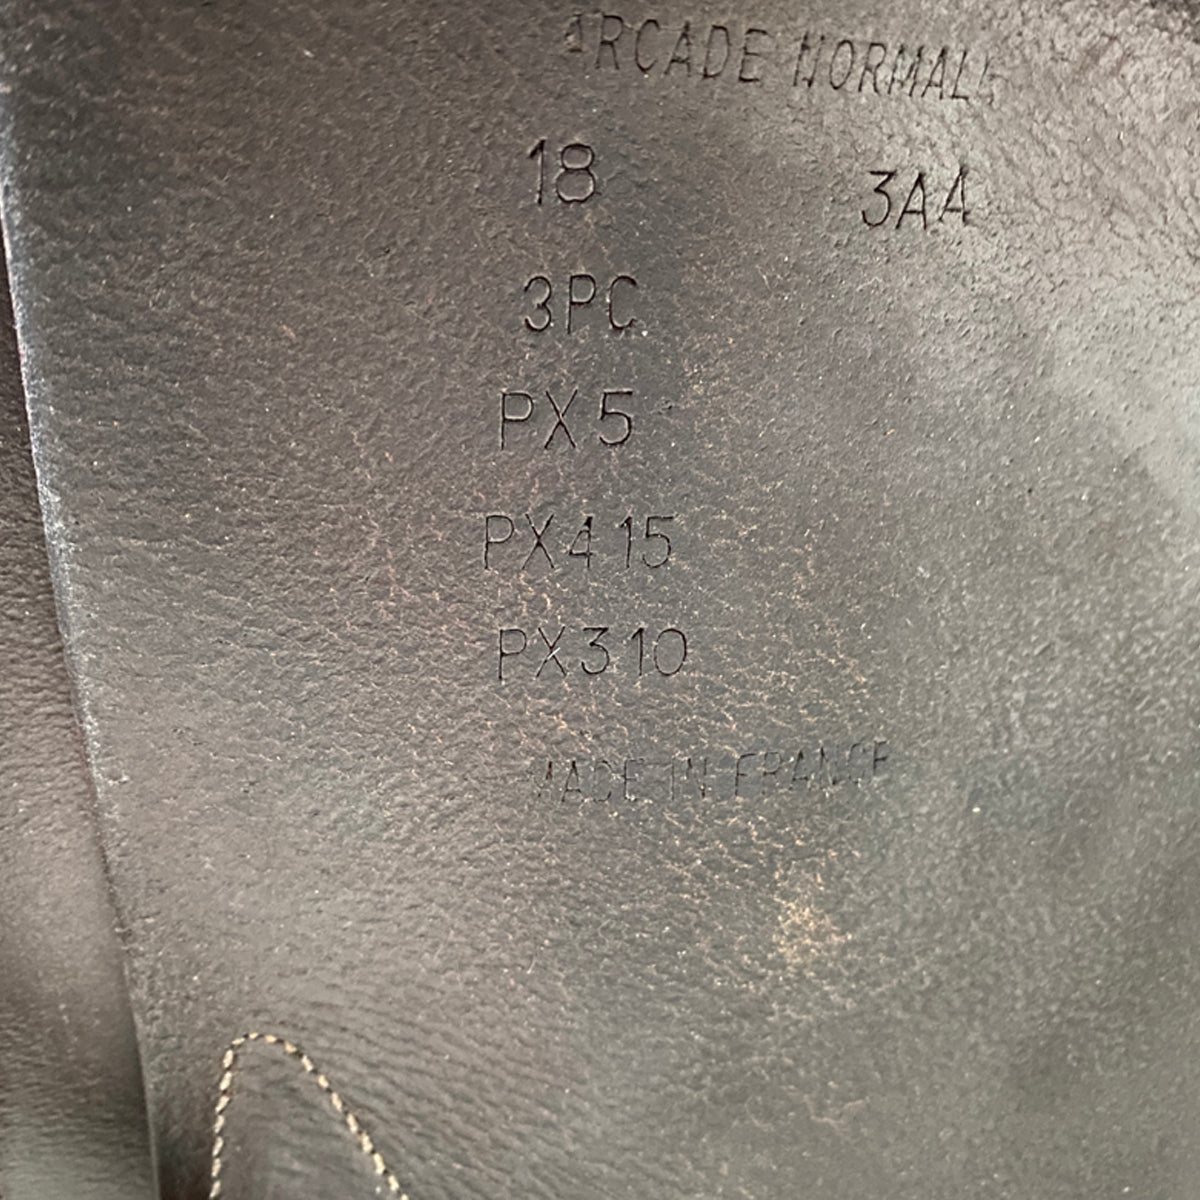 ARCADE NORMALE
18 3AA
3PC
PX5
PX415
PX310
MADE IN FRANCE